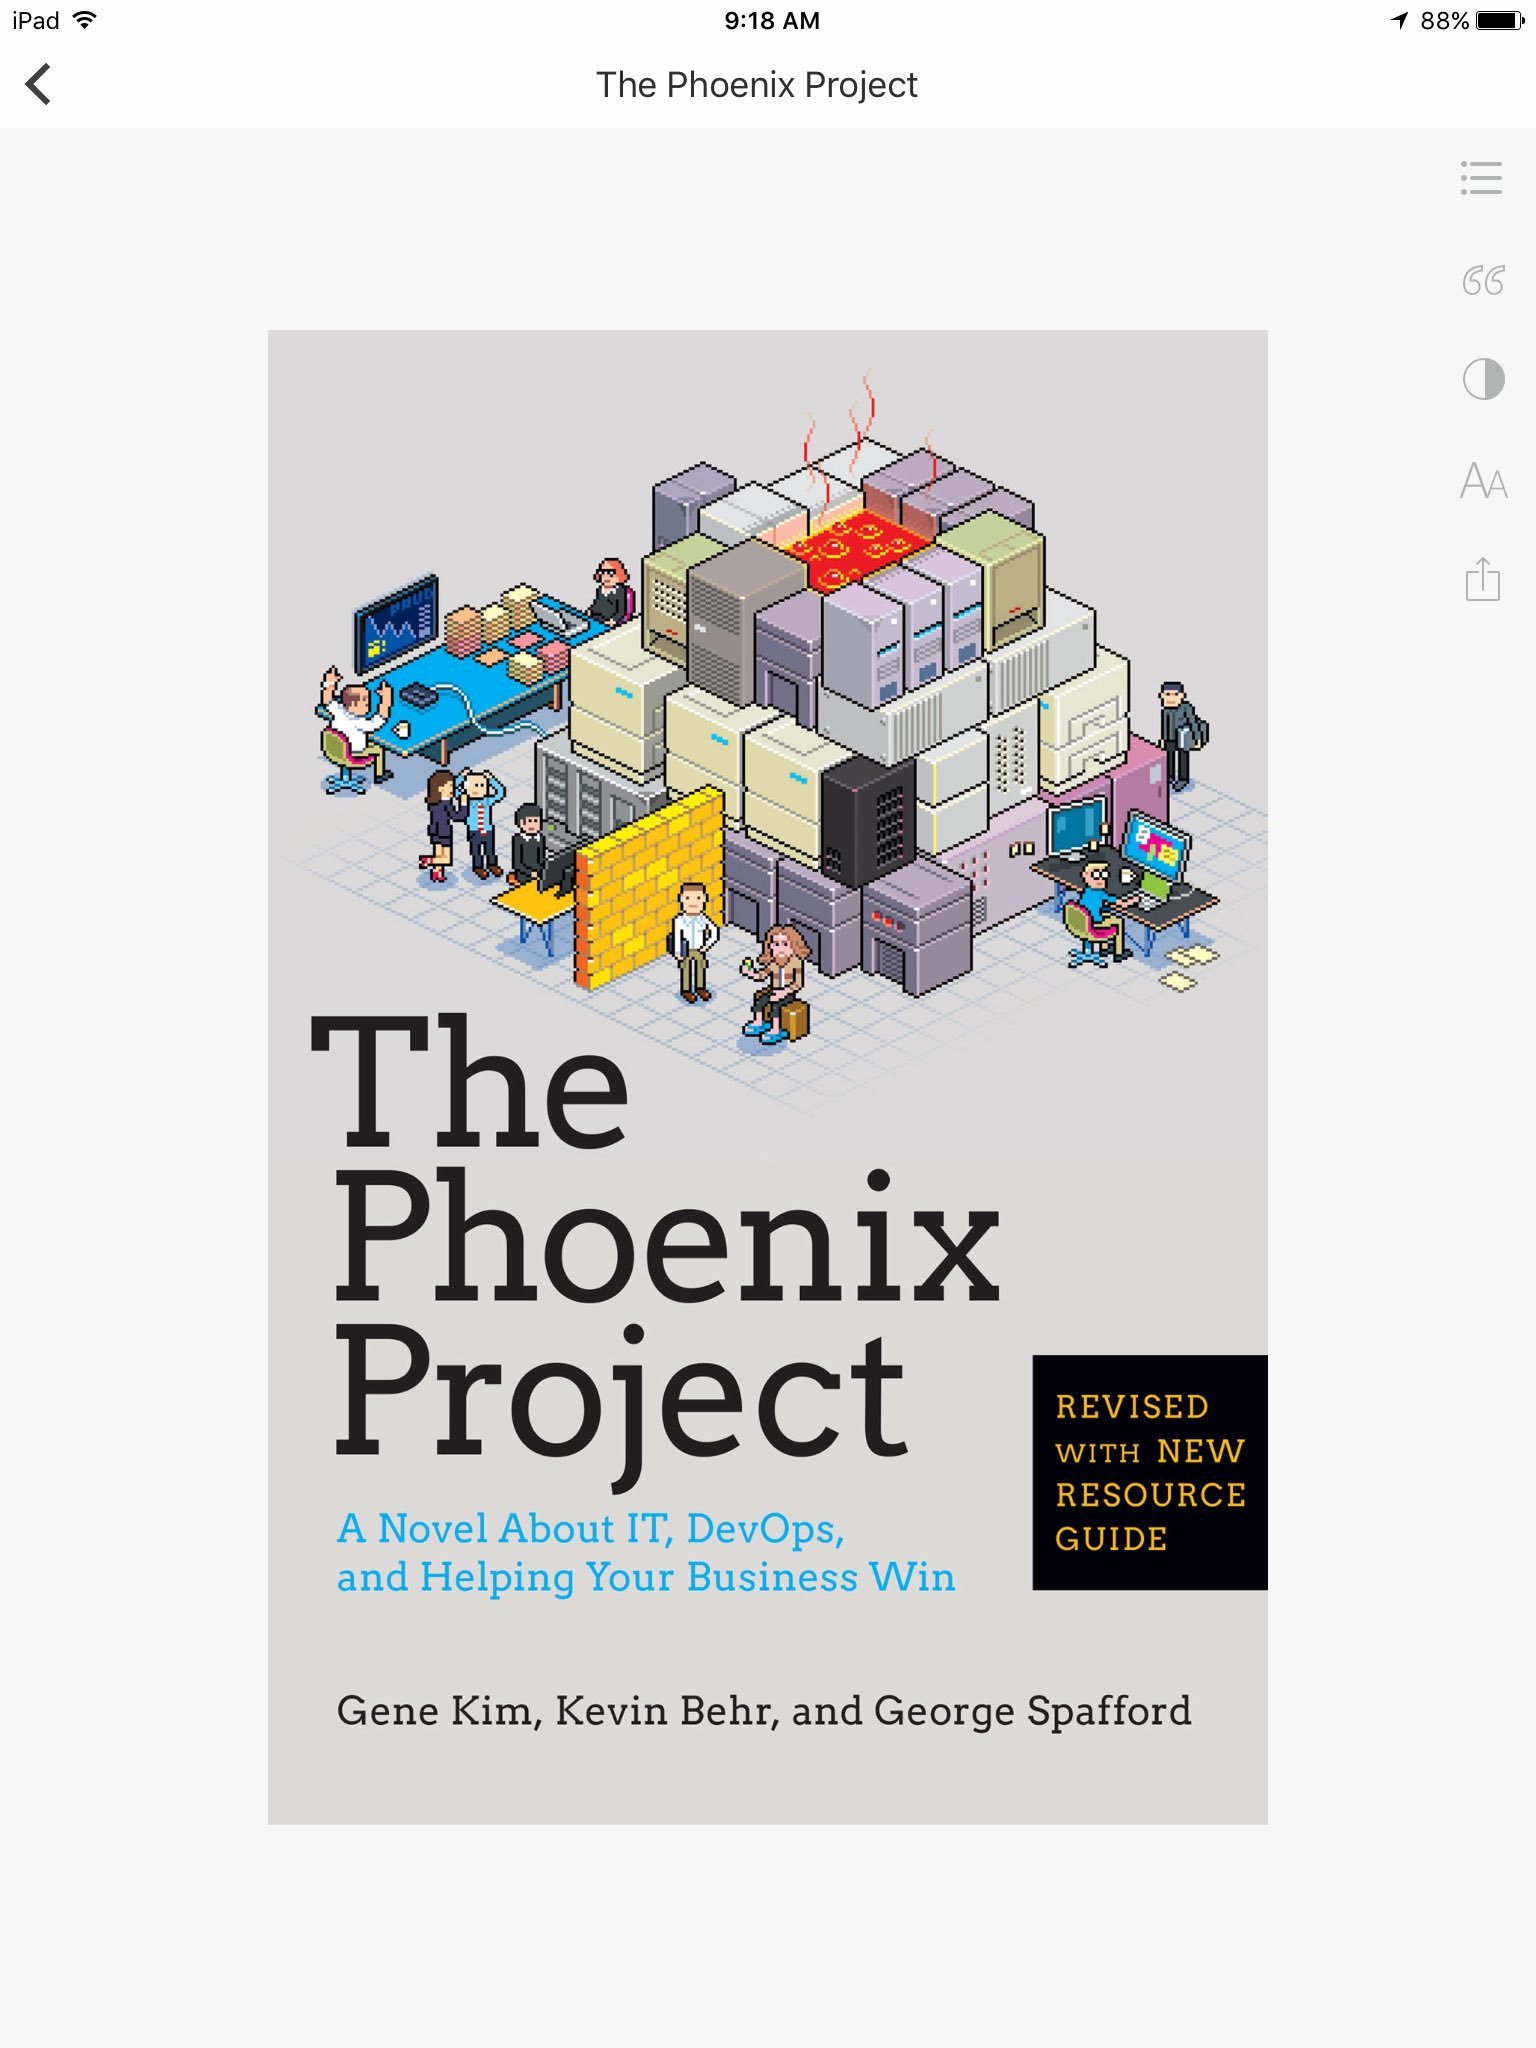 iPad 9:18 AM 88%
The Phoenix Project
The
Phoenix
Project
A Novel About IT, DevOps,
and Helping Your Business Win
REVISED
WITH NEW
RESOURCE
GUIDE
Gene Kim, Kevin Behr, and George Spafford